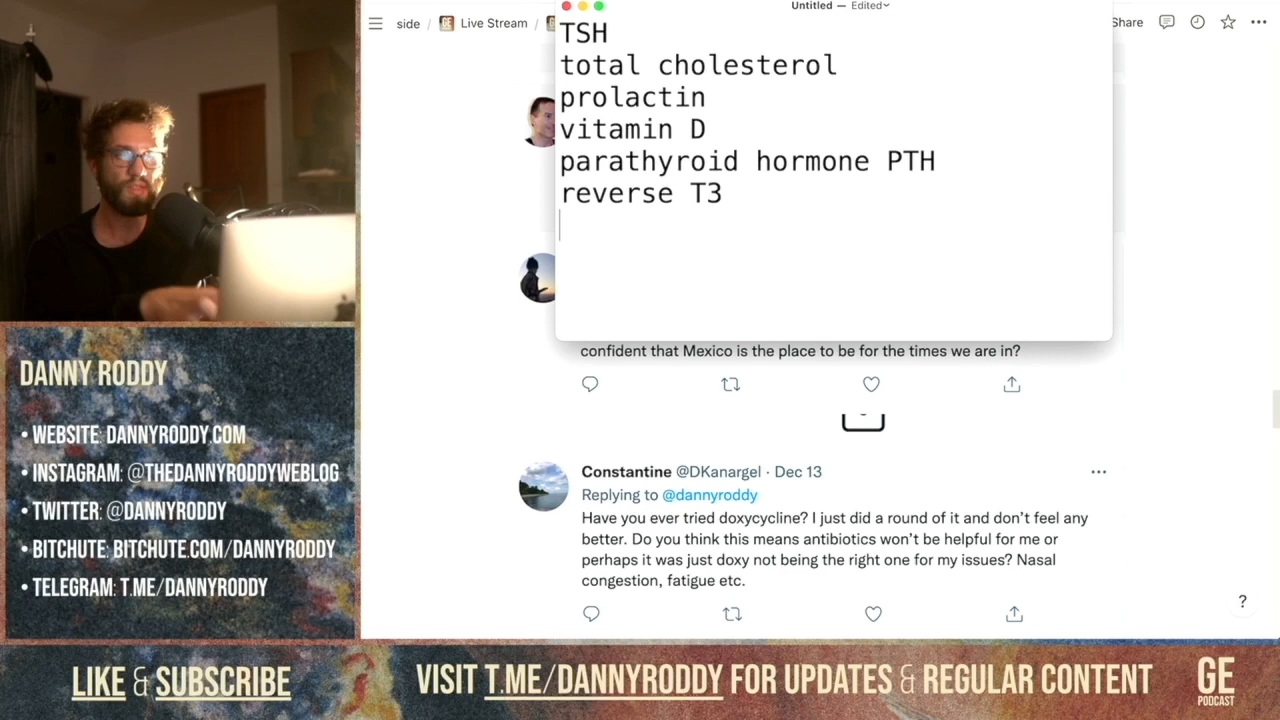 side / Live Stream /
Untitled — Edited
Share
TSH
total cholesterol
prolactin
vitamin D
parathyroid hormone PTH
reverse T3
confident that Mexico is the place to be for the times we are in?
Constantine @DKanargel · Dec 13
Replying to @dannyroddy
Have you ever tried doxycycline? I just did a round of it and don't feel any
better. Do you think this means antibiotics won't be helpful for me or
perhaps it was just doxy not being the right one for my issues? Nasal
congestion, fatigue etc.
?
DANNY RODDY
• WEBSITE: DANNYRODDY.COM
• INSTAGRAM: @THEDANNYRODDYWEBLOG
• TWITTER: @DANNYRODDY
• BITCHUTE: BITCHUTE.COM/DANNYRODDY
• TELEGRAM: T.ME/DANNYRODDY
LIKE & SUBSCRIBE
VISIT T.ME/DANNYRODDY FOR UPDATES & REGULAR CONTENT
GE
PODCAST